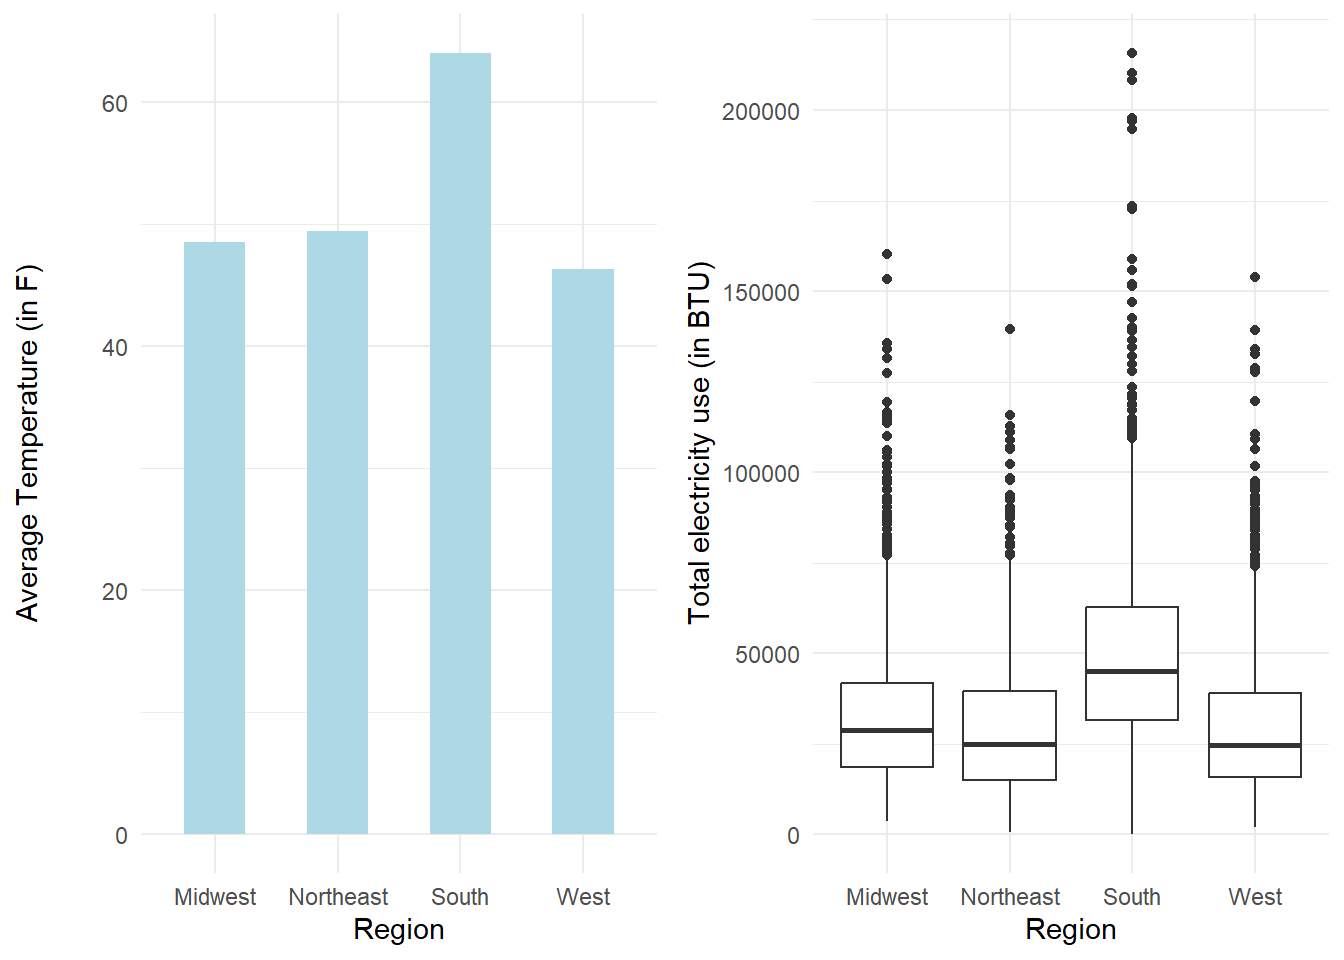 Average Temperature (in F)
60
40
20
0
Midwest Northeast South West
Region
Total electricity use (in BTU)
200000
150000
100000
50000
0
Midwest Northeast South West
Region